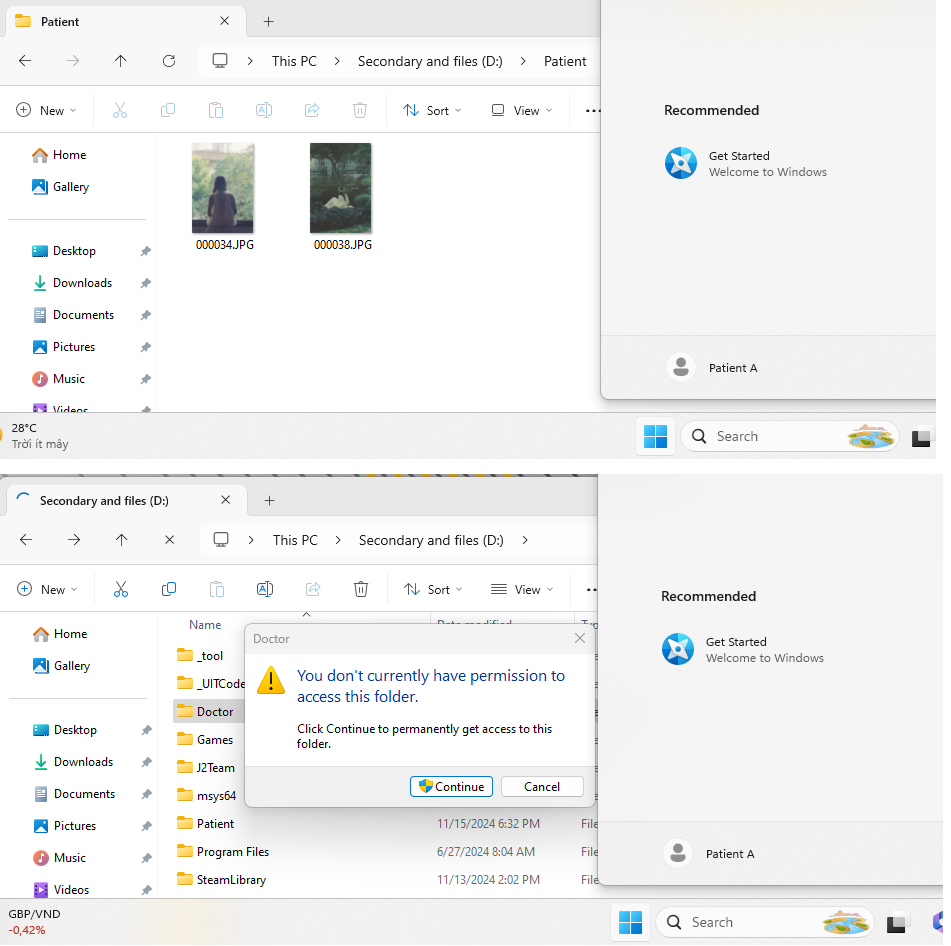 Patient
This PC > Secondary and files (D:) > Patient
New
Sort
View
Home
Gallery
Desktop
Downloads
Documents
Pictures
Music
Videos
000034.JPG
000038.JPG
Recommended
Get Started
Welcome to Windows
Patient A
28°C
Trời ít mây
Search
Secondary and files (D:)
This PC > Secondary and files (D:) >
New
Sort
View
Home
Gallery
Desktop
Downloads
Documents
Pictures
Music
Videos
Name
Date modified
_tool
_UITCode
Doctor
Games
J2Team
msys64
Patient 11/15/2024 6:32 PM File
Program Files 6/27/2024 8:04 AM File
SteamLibrary 11/13/2024 2:02 PM File
Doctor
You don't currently have permission to
access this folder.
Click Continue to permanently get access to this
folder.
Continue
Cancel
Recommended
Get Started
Welcome to Windows
Patient A
GBP/VND
-0,42%
Search